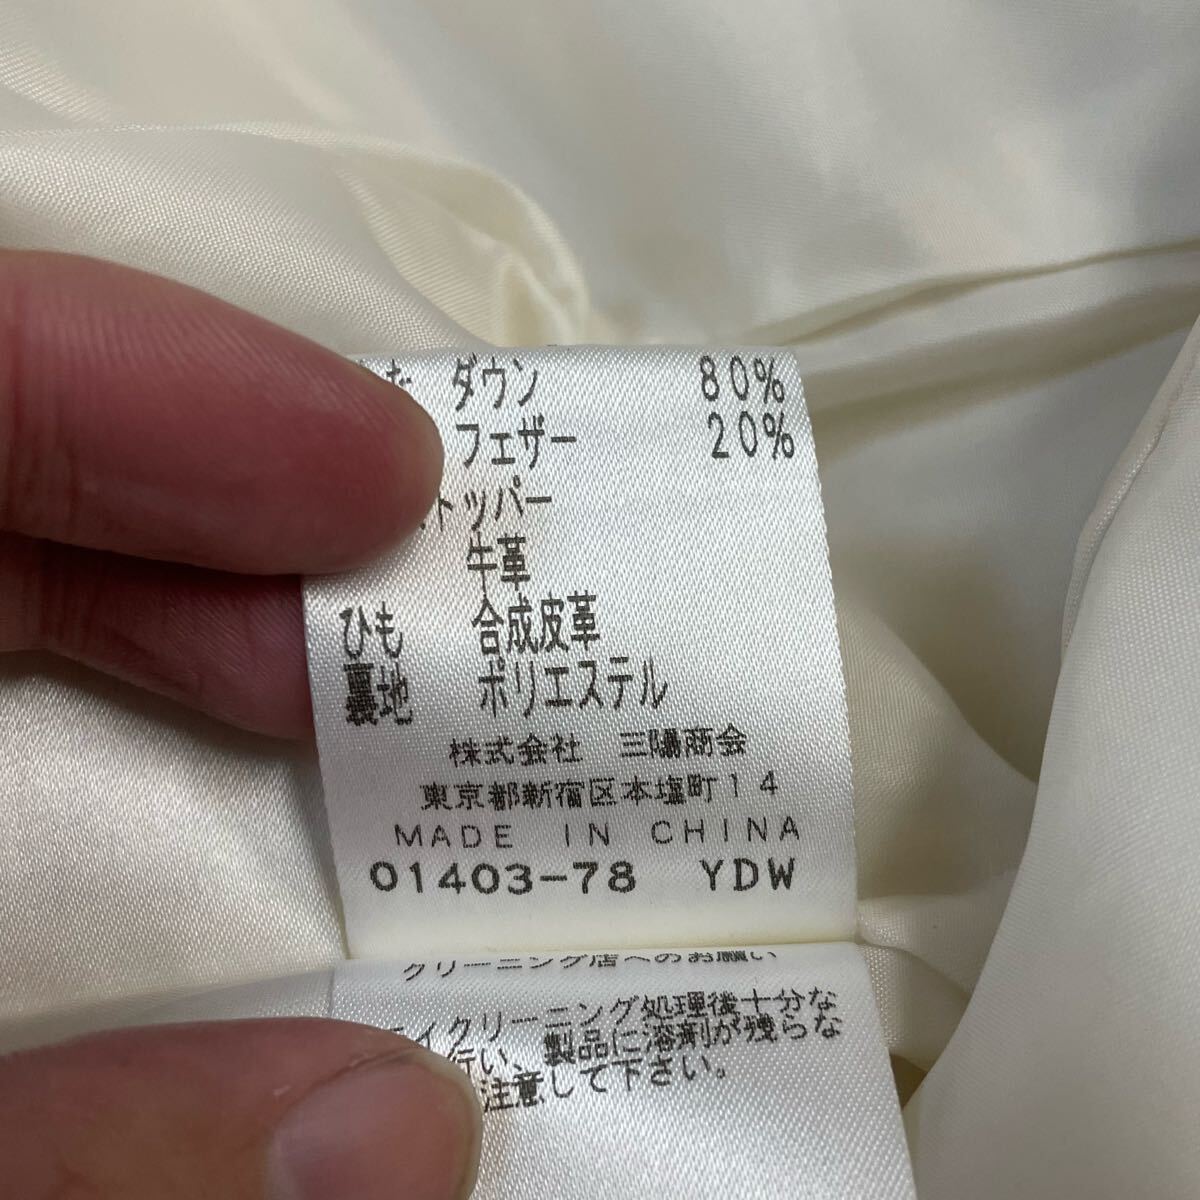 ダウン 80%
フェザー 20%
トッパー
牛革
ひも 合成皮革
裏地 ポリエステル
株式会社 三陽商会
東京都新宿区本塩町14
MADE IN CHINA
01403-78 YDW
クリーニング店へのお願い
イクリーニング処理後十分な
行い、製品に溶剤が残らな
注意して下さい。